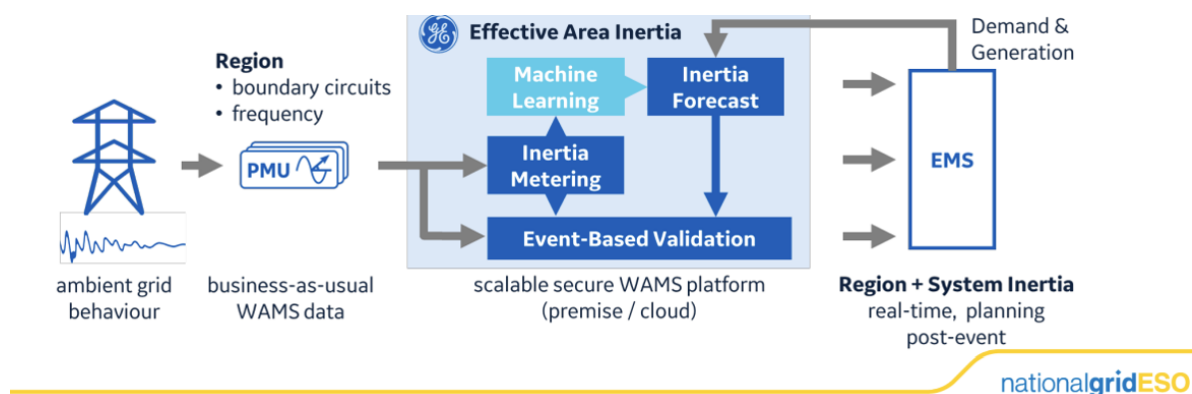 Region
• boundary circuits
• frequency
PMU
ambient grid
behaviour
business-as-usual
WAMS data
GE
Effective Area Inertia
Machine
Learning
Inertia
Forecast
Inertia
Metering
Event-Based Validation
scalable secure WAMS platform
(premise / cloud)
Demand &
Generation
EMS
Region + System Inertia
real-time, planning
post-event
nationalgridESO